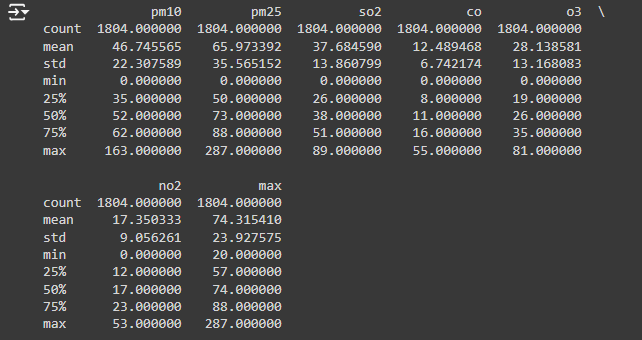 pm10 pm25 so2 co o3 \
count 1804.000000 1804.000000 1804.000000 1804.000000 1804.000000
mean 46.745565 65.973392 37.684590 12.489468 28.138581
std 22.307589 35.565152 13.860799 6.742174 13.168083
min 0.000000 0.000000 0.000000 0.000000 0.000000
25% 35.000000 50.000000 26.000000 8.000000 19.000000
50% 52.000000 73.000000 38.000000 11.000000 26.000000
75% 62.000000 88.000000 51.000000 16.000000 35.000000
max 163.000000 287.000000 89.000000 55.000000 81.000000
no2 max
count 1804.000000 1804.000000
mean 17.350333 74.315410
std 9.056261 23.927575
min 0.000000 20.000000
25% 12.000000 57.000000
50% 17.000000 74.000000
75% 23.000000 88.000000
max 53.000000 287.000000